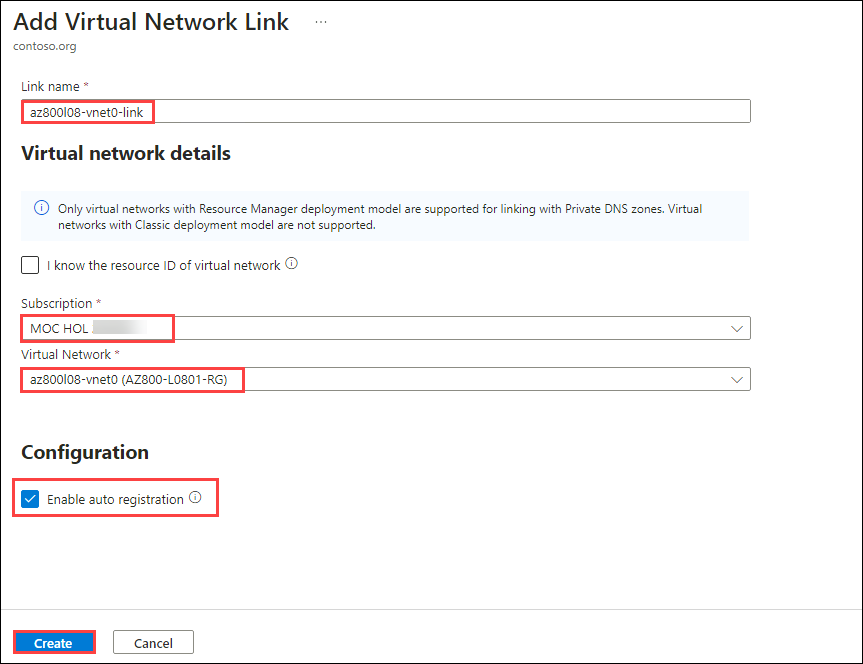 Add Virtual Network Link ...
contoso.org
Link name *
az800l08-vnet0-link
Virtual network details
Only virtual networks with Resource Manager deployment model are supported for linking with Private DNS zones. Virtual
networks with Classic deployment model are not supported.
I know the resource ID of virtual network
Subscription *
MOC HOL
Virtual Network *
az800l08-vnet0 (AZ800-L0801-RG)
Configuration
Enable auto registration
Create
Cancel